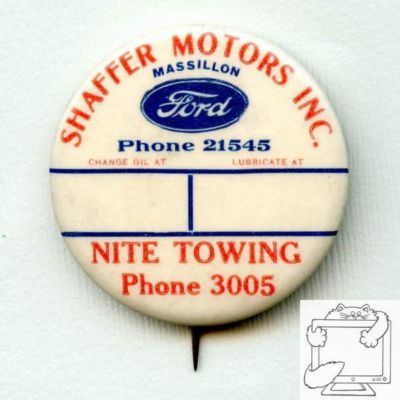 SHAFFER MOTORS INC.
MASSILLON
Ford
Phone 21545
CHANGE OIL AT LUBRICATE AT
NITE TOWING
Phone 3005